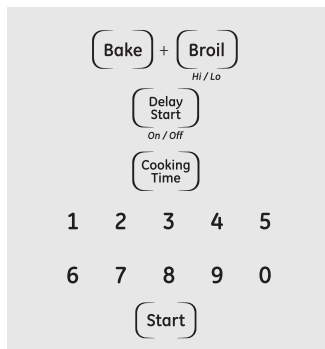 Bake + Broil
Hi / Lo
Delay
Start
On / Off
Cooking
Time
1 2 3 4 5
6 7 8 9 0
Start